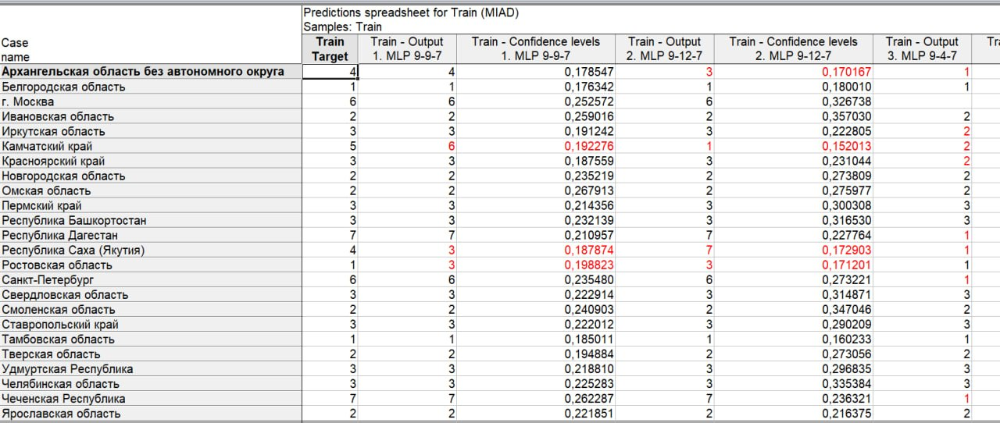 Predictions spreadsheet for Train (MIAD)
Samples: Train
Case name Train Target Train - Output 1. MLP 9-9-7 Train - Confidence levels 1. MLP 9-9-7 Train - Output 2. MLP 9-12-7 Train - Confidence levels 2. MLP 9-12-7 Train - Output 3. MLP 9-4-7
Архангельская область без автономного округа 4 4 0,178547 3 0,170167 1
Белгородская область 1 1 0,176342 1 0,180010 1
г. Москва 6 6 0,252572 6 0,326738
Ивановская область 2 2 0,259016 2 0,357030 2
Иркутская область 3 3 0,191242 3 0,222805 2
Камчатский край 5 6 0,192276 1 0,152013 2
Красноярский край 3 3 0,187559 3 0,231044 2
Новгородская область 2 2 0,235219 2 0,273809 2
Омская область 2 2 0,267913 2 0,275977 2
Пермский край 3 3 0,214356 3 0,300308 3
Республика Башкортостан 3 3 0,232139 3 0,316530 3
Республика Дагестан 7 7 0,210957 7 0,227764 1
Республика Саха (Якутия) 4 3 0,187874 7 0,172903 1
Ростовская область 1 3 0,198823 3 0,171201 1
Санкт-Петербург 6 6 0,235480 6 0,273221 1
Свердловская область 3 3 0,222914 3 0,314871 3
Смоленская область 2 2 0,240903 2 0,347046 2
Ставропольский край 3 3 0,222012 3 0,290209 3
Тамбовская область 1 1 0,185011 1 0,160233 1
Тверская область 2 2 0,194884 2 0,273056 2
Удмуртская Республика 3 3 0,218810 3 0,296835 3
Челябинская область 3 3 0,225283 3 0,335384 3
Чеченская Республика 7 7 0,262287 7 0,236321 1
Ярославская область 2 2 0,221851 2 0,216375 2